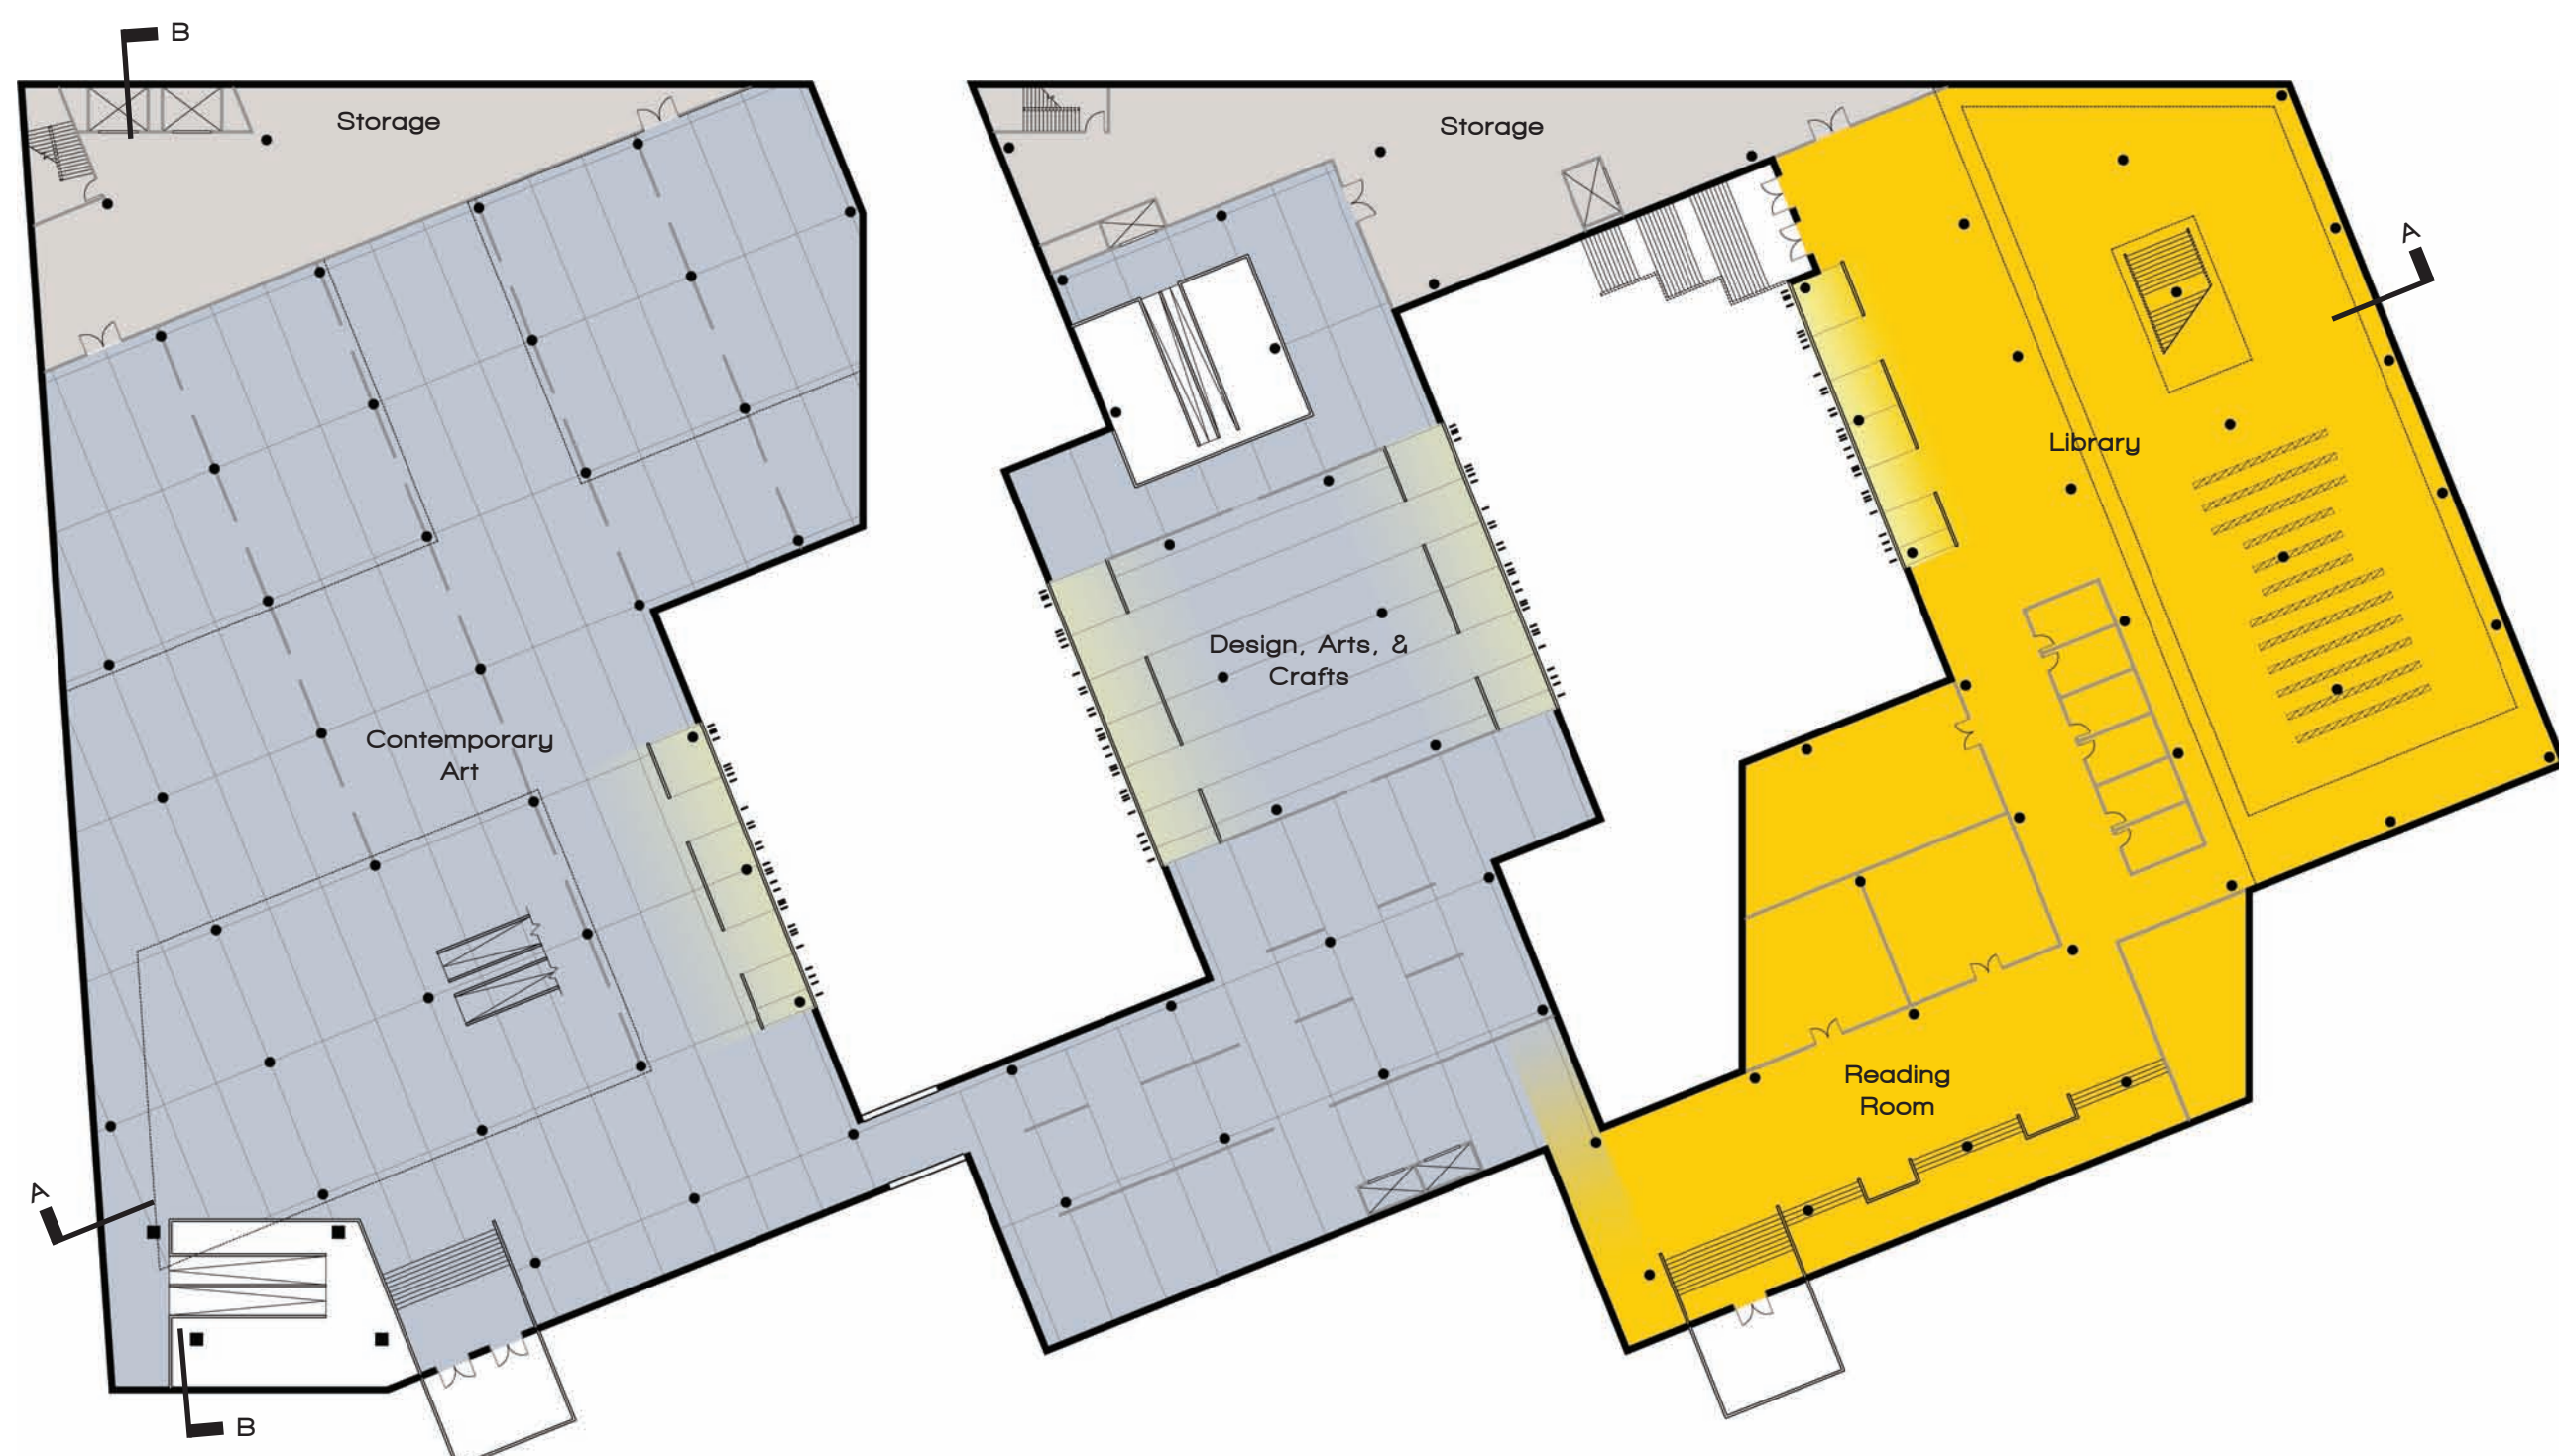 B
Storage
Storage
A
Library
Design, Arts, &
Crafts
Contemporary
Art
Reading
Room
A
B